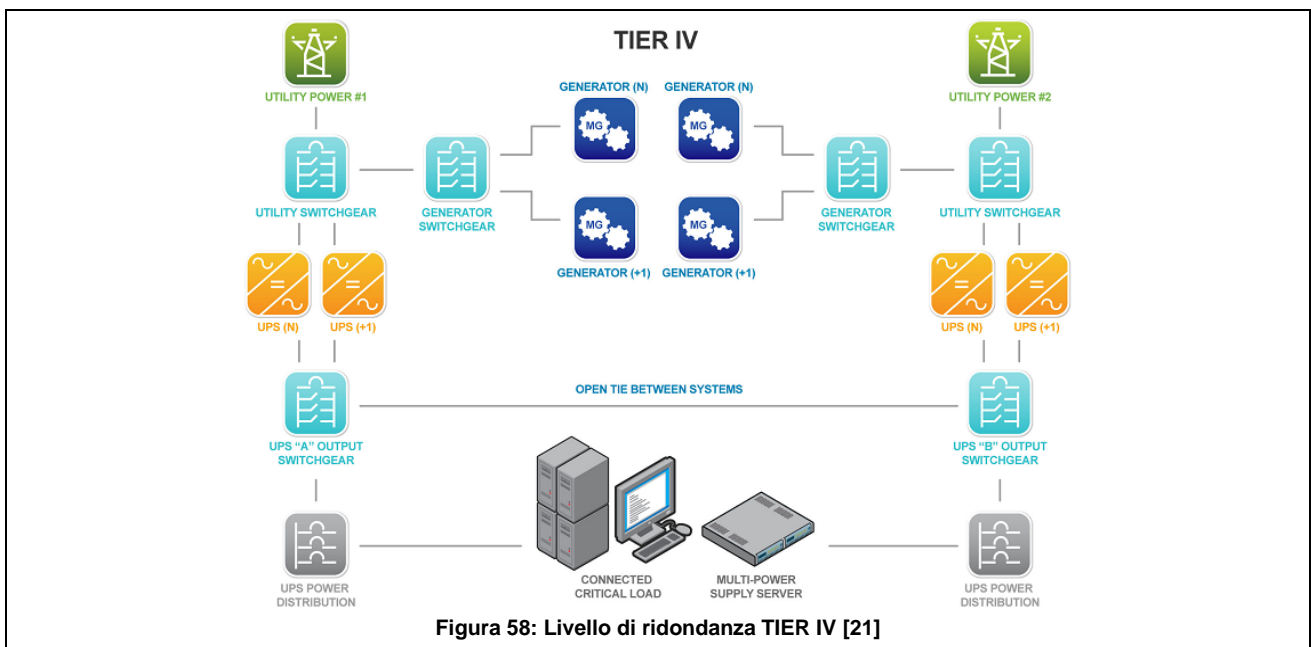 TIER IV
UTILITY POWER #1
GENERATOR (N)
GENERATOR (N)
UTILITY POWER #2
MG
MG
UTILITY SWITCHGEAR
GENERATOR
SWITCHGEAR
GENERATOR
SWITCHGEAR
UTILITY SWITCHGEAR
MG
MG
GENERATOR (+1)
GENERATOR (+1)
UPS (N)
UPS (+1)
UPS (N)
UPS (+1)
OPEN TIE BETWEEN SYSTEMS
UPS “A” OUTPUT
SWITCHGEAR
UPS “B” OUTPUT
SWITCHGEAR
CONNECTED
CRITICAL LOAD
MULTI-POWER
SUPPLY SERVER
UPS POWER
DISTRIBUTION
UPS POWER
DISTRIBUTION
Figura 58: Livello di ridondanza TIER IV [21]